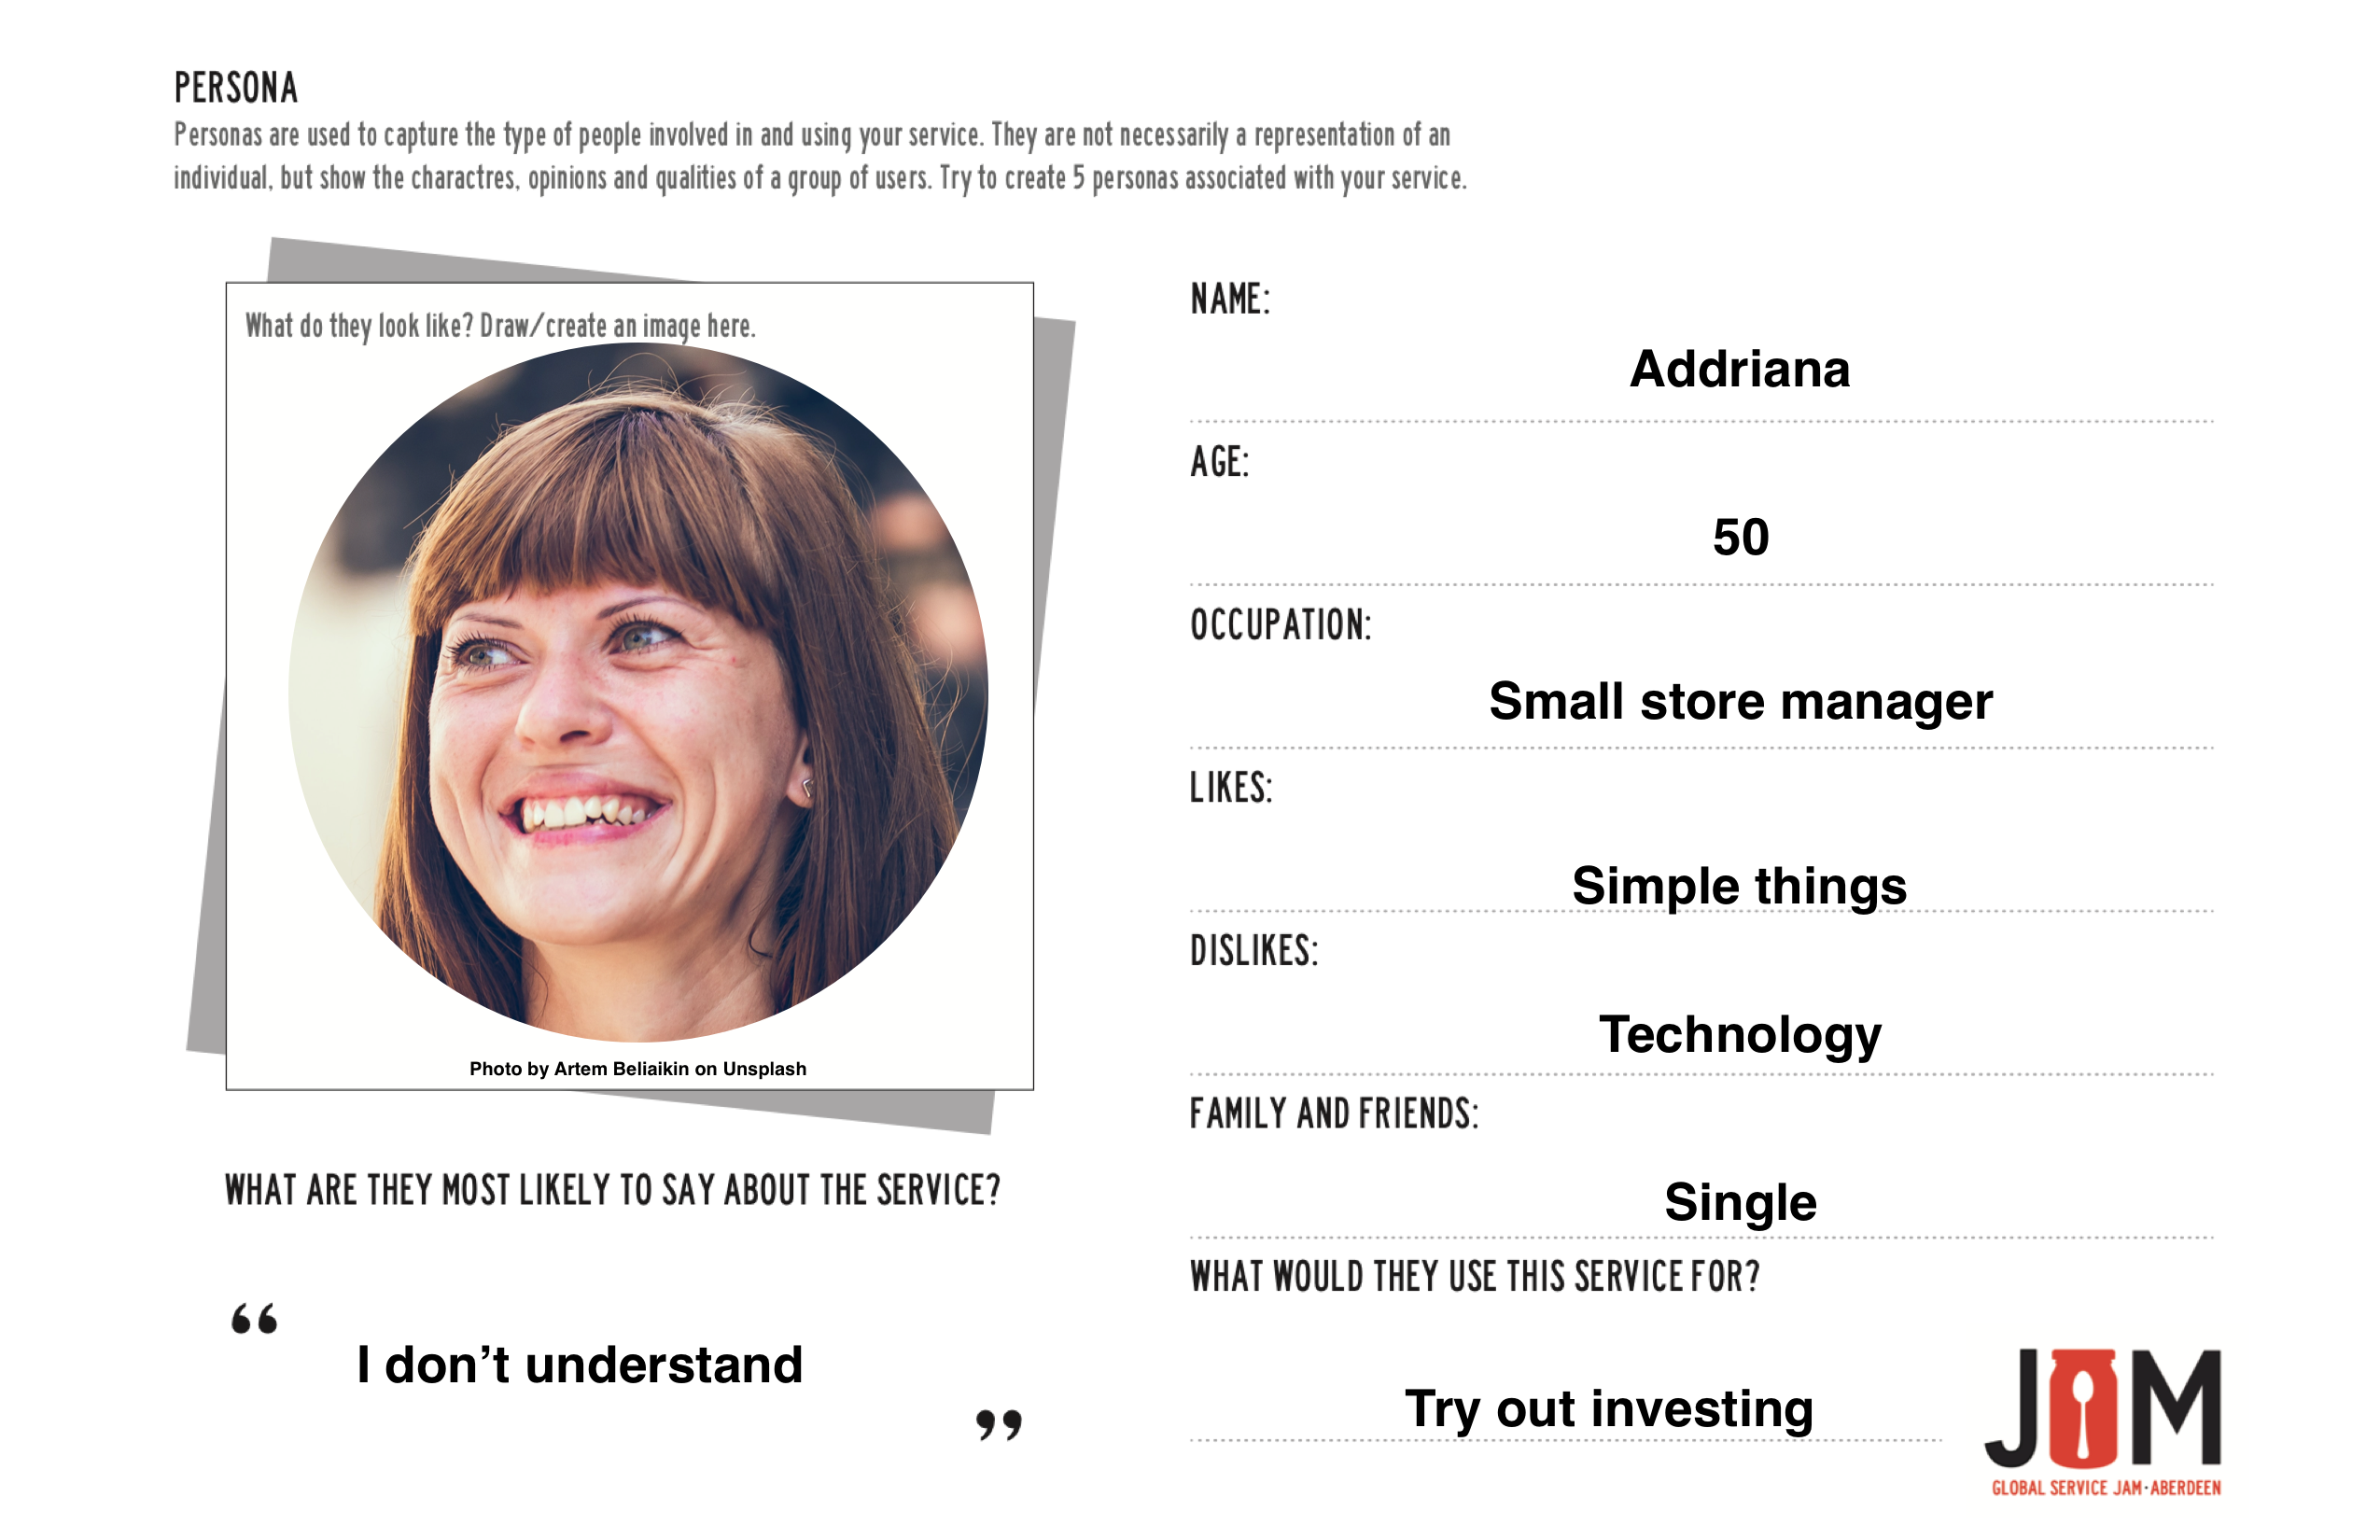 PERSONA
Personas are used to capture the type of people involved in and using your service. They are not necessarily a representation of an
individual, but show the charactres, opinions and qualities of a group of users. Try to create 5 personas associated with your service.
What do they look like? Draw/create an image here.
Photo by Artem Beliaikin on Unsplash
WHAT ARE THEY MOST LIKELY TO SAY ABOUT THE SERVICE?
“
I don’t understand
”
NAME:
Addriana
AGE:
50
OCCUPATION:
Small store manager
LIKES:
Simple things
DISLIKES:
Technology
FAMILY AND FRIENDS:
Single
WHAT WOULD THEY USE THIS SERVICE FOR?
Try out investing
JAM
GLOBAL SERVICE JAM·ABERDEEN